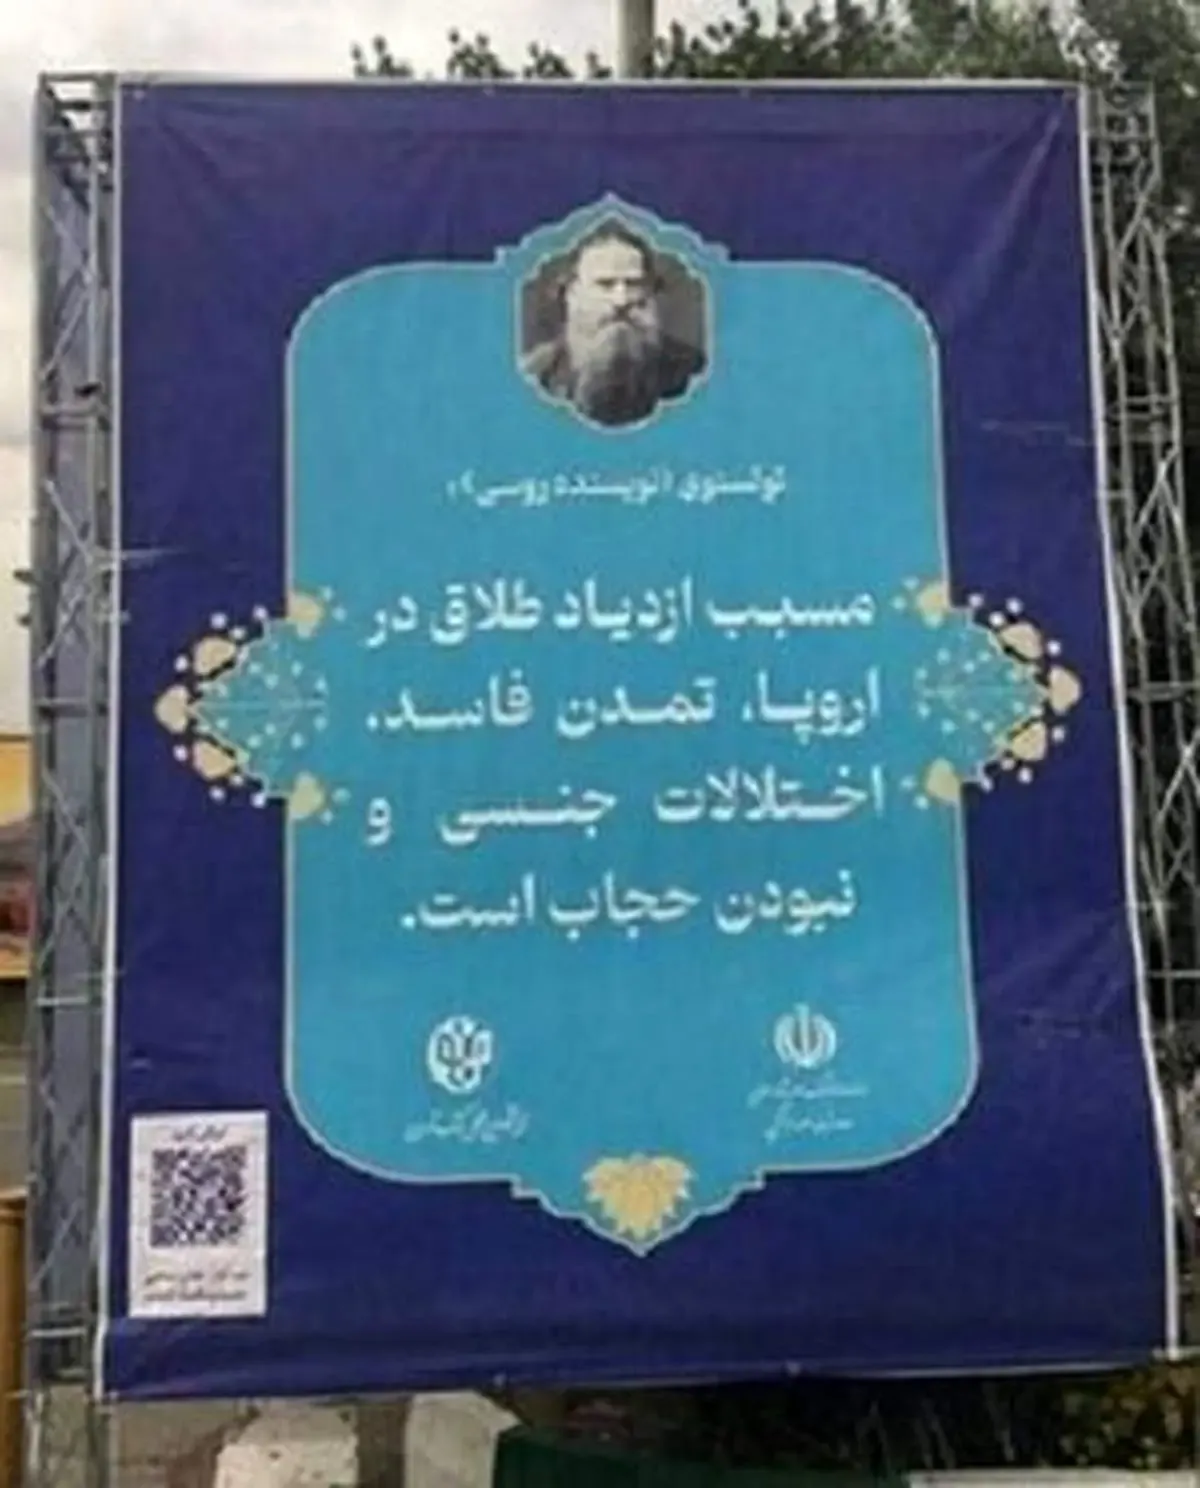 تولستوی (نویسنده روسی):
مسبب ازدیاد طلاق در
اروپا، تمدن فاسد،
اختلالات جنسی و
نبودن حجاب است.